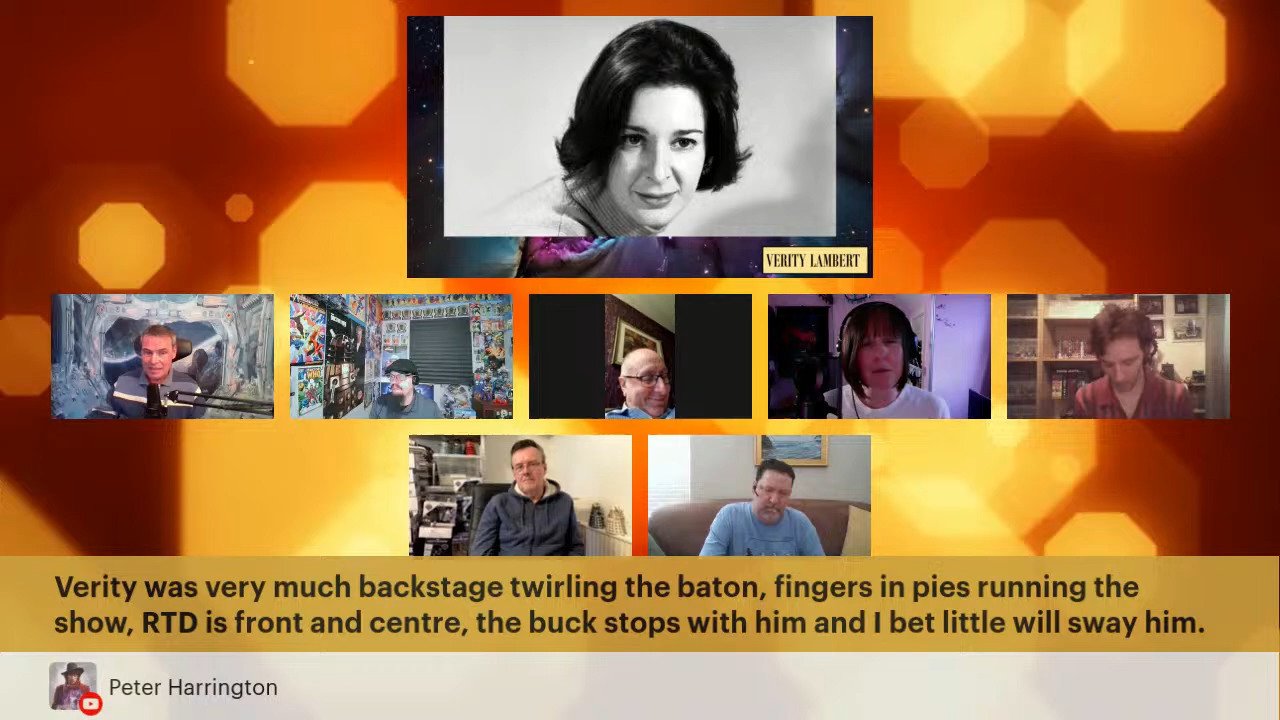 VERITY LAMBERT
Verity was very much backstage twirling the baton, fingers in pies running the
show, RTD is front and centre, the buck stops with him and I bet little will sway him.
Peter Harrington